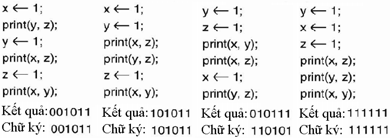 x ← 1;
print(y, z);
y ← 1;
print(x, z);
z ← 1;
print(x, y);
Kết quả:001011
Chữ ký: 001011
x ← 1;
y ← 1;
print(x, z);
print(y, z);
z ← 1;
print(x, y);
Kết quả:101011
Chữ ký: 101011
y ← 1;
z ← 1;
print(x, y);
print(x, z);
x ← 1;
print(y, z);
Kết quả:010111
Chữ ký: 110101
y ← 1;
x ← 1;
z ← 1;
print(x, z);
print(y, z);
print(x, y);
Kết quả:111111
Chữ ký: 111111